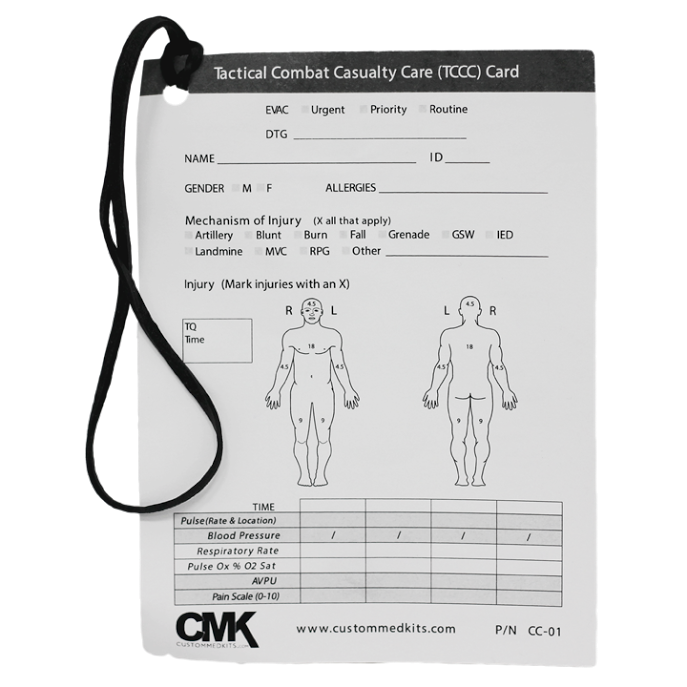 Tactical Combat Casualty Care (TCCC) Card
EVAC Urgent Priority Routine
DTG
NAME ID
GENDER M F ALLERGIES
Mechanism of Injury (X all that apply)
Artillery Blunt Burn Fall Grenade GSW IED
Landmine MVC RPG Other
Injury (Mark injuries with an X)
4.5 4.5
R L L R
TQ
Time
18 18
4.5 4.5 4.5 4.5
1
9 9 9 9
TIME
Pulse(Rate & Location)
Blood Pressure / / / /
Respiratory Rate
Pulse Ox % O2 Sat
AVPU
Pain Scale (0-10)
CMK
CUSTOMMEDKITS.com
www.custommedkits.com P/N CC-01